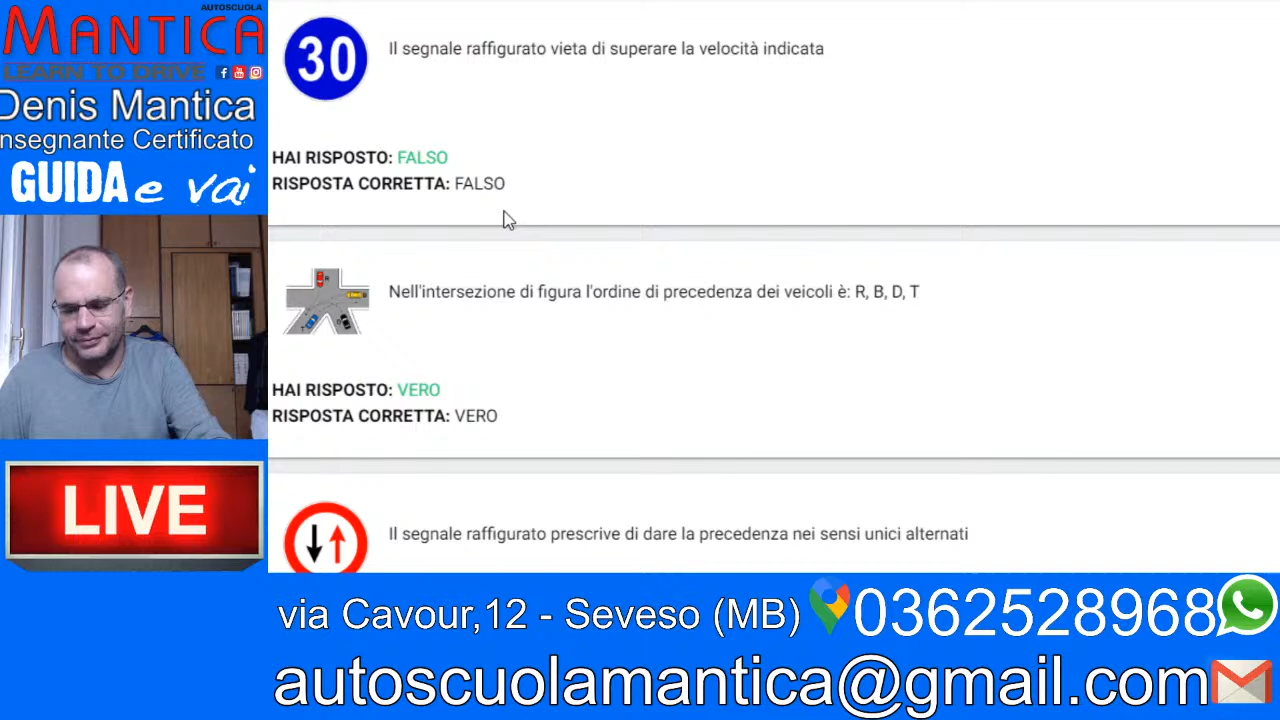 AUTOSCUOLA
MANTICA
LEARN TO DRIVE
Denis Mantica
nsegnante Certificato
GUIDA e vai
LIVE
30
Il segnale raffigurato vieta di superare la velocità indicata
HAI RISPOSTO: FALSO
RISPOSTA CORRETTA: FALSO
Nell'intersezione di figura l'ordine di precedenza dei veicoli è: R, B, D, T
HAI RISPOSTO: VERO
RISPOSTA CORRETTA: VERO
Il segnale raffigurato prescrive di dare la precedenza nei sensi unici alternati
via Cavour,12 - Seveso (MB)
0362528968
autoscuolamantica@gmail.com